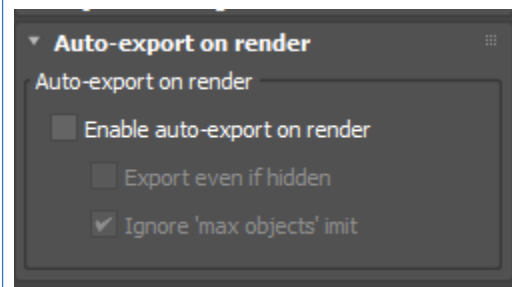 Auto-export on render
Auto-export on render
Enable auto-export on render
Export even if hidden
Ignore 'max objects' imit